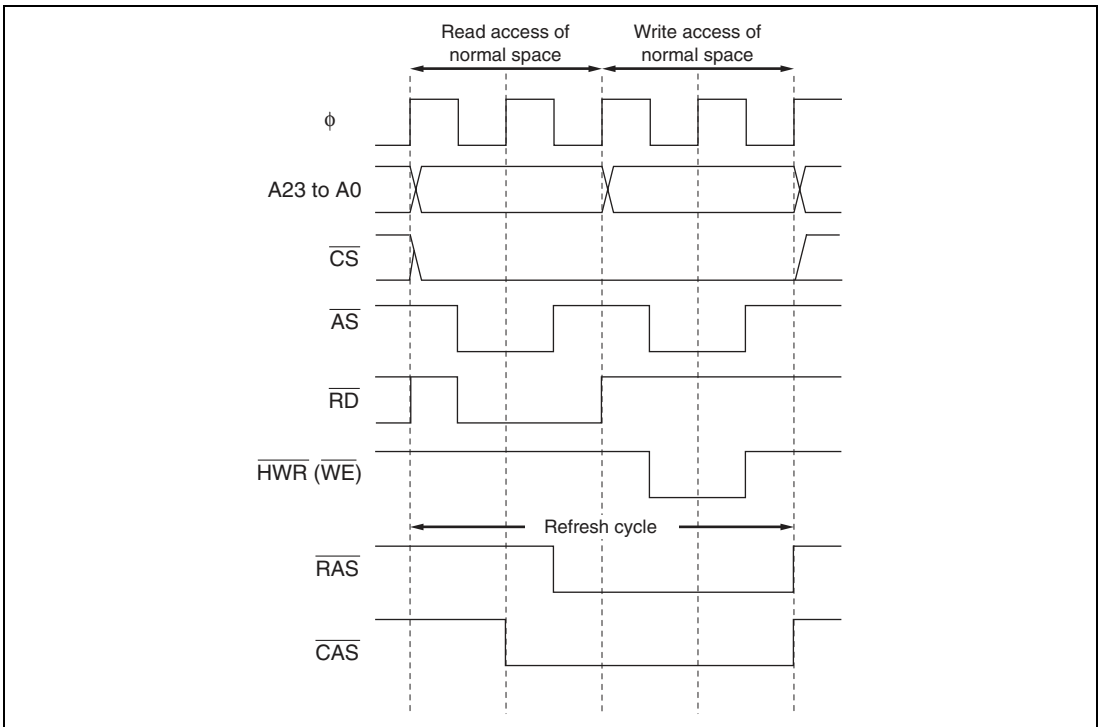 Read access of
normal space
Write access of
normal space
ϕ
A23 to A0
CS
AS
RD
HWR (WE)
Refresh cycle
RAS
CAS